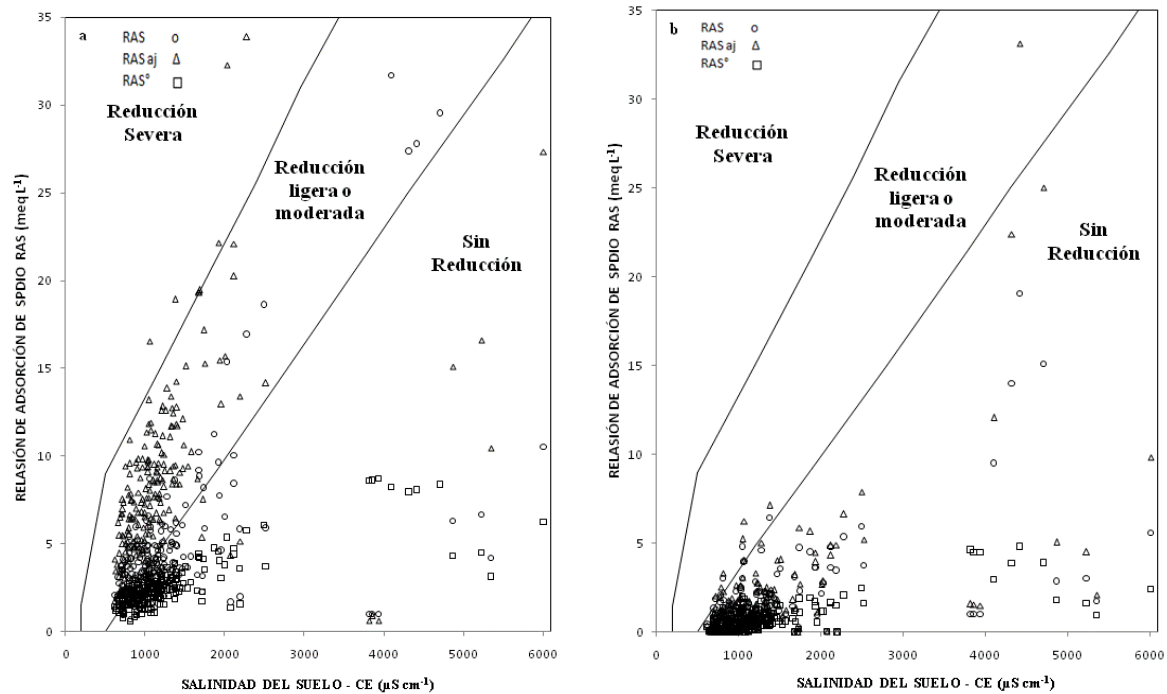 a
RAS
RAS aj
RAS°
Reducción
Severa
Reducción
ligera o
moderada
Sin
Reducción
RELASIÓN DE ADSORCIÓN DE SPDIO RAS (meq L⁻¹)
35
30
25
20
15
10
5
0
0 1000 2000 3000 4000 5000 6000
SALINIDAD DEL SUELO - CE (µS cm⁻¹)
b
RAS
RAS aj
RAS°
Reducción
Severa
Reducción
ligera o
moderada
Sin
Reducción
RELASIÓN DE ADSORCIÓN DE SPDIO RAS (meq L⁻¹)
35
30
25
20
15
10
5
0
0 1000 2000 3000 4000 5000 6000
SALINIDAD DEL SUELO - CE (µS cm⁻¹)